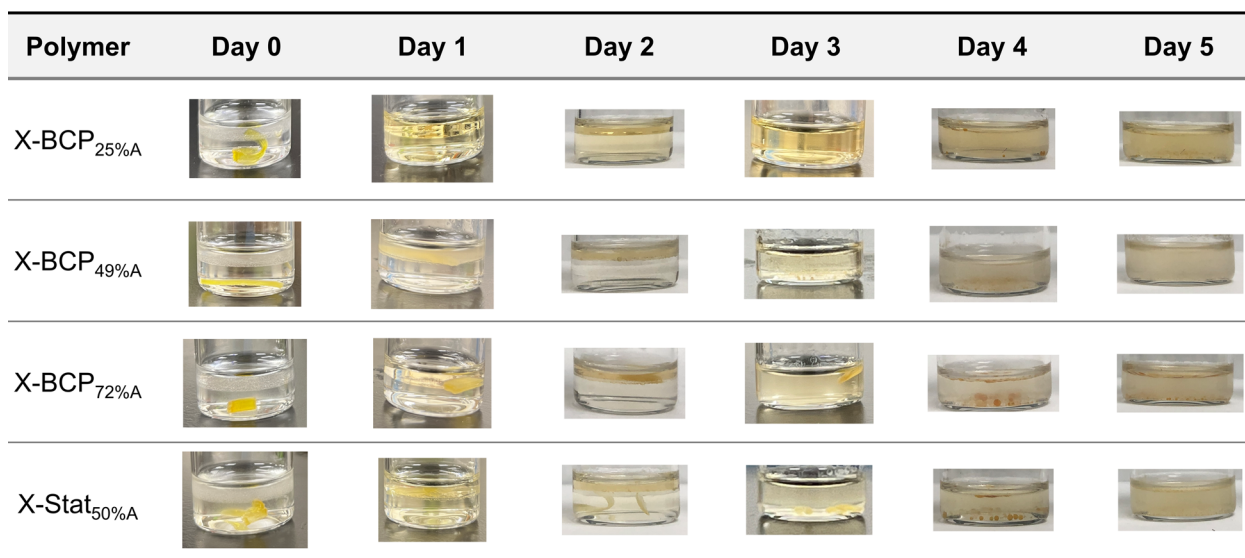 Polymer Day 0 Day 1 Day 2 Day 3 Day 4 Day 5
X-BCP25%A
X-BCP49%A
X-BCP72%A
X-Stat50%A